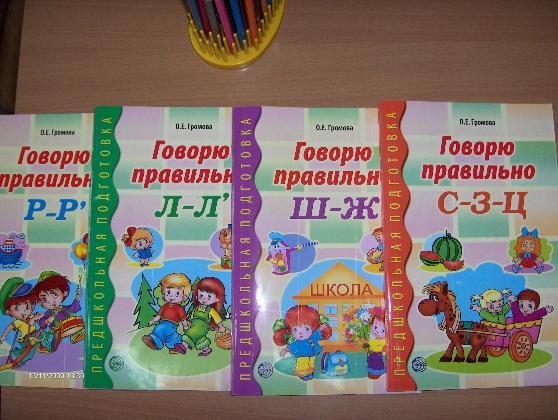 О.Е. Громова
Говорю
правильно
Р-Р'
ПРЕДШКОЛЬНАЯ ПОДГОТОВКА
О.Е. Громова
Говорю
правильно
Л-Л'
ПРЕДШКОЛЬНАЯ ПОДГОТОВКА
О.Е. Громова
Говорю
правильно
Ш-Ж
ШКОЛА
ПРЕДШКОЛЬНАЯ ПОДГОТОВКА
О.Е. Громова
Говорю
правильно
С-З-Ц